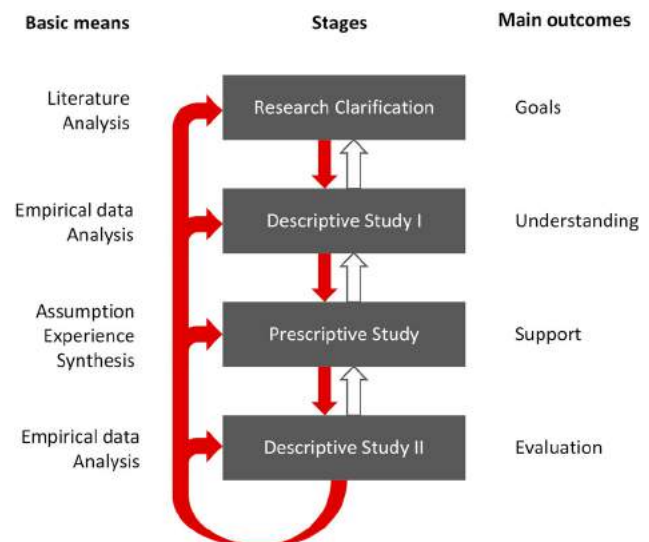 Basic means Stages Main outcomes
Literature
Analysis
Research Clarification
Goals
Empirical data
Analysis
Descriptive Study I
Understanding
Assumption
Experience
Synthesis
Prescriptive Study
Support
Empirical data
Analysis
Descriptive Study II
Evaluation